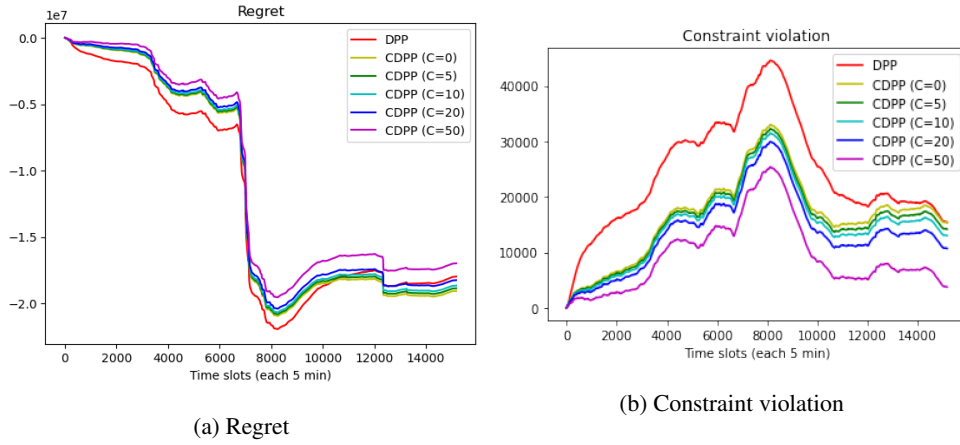 Regret
1e7
0.0
−0.5
−1.0
−1.5
−2.0
DPP
CDPP (C=0)
CDPP (C=5)
CDPP (C=10)
CDPP (C=20)
CDPP (C=50)
0 2000 4000 6000 8000 10000 12000 14000
Time slots (each 5 min)
(a) Regret
Constraint violation
40000
30000
20000
10000
0
DPP
CDPP (C=0)
CDPP (C=5)
CDPP (C=10)
CDPP (C=20)
CDPP (C=50)
0 2000 4000 6000 8000 10000 12000 14000
Time slots (each 5 min)
(b) Constraint violation